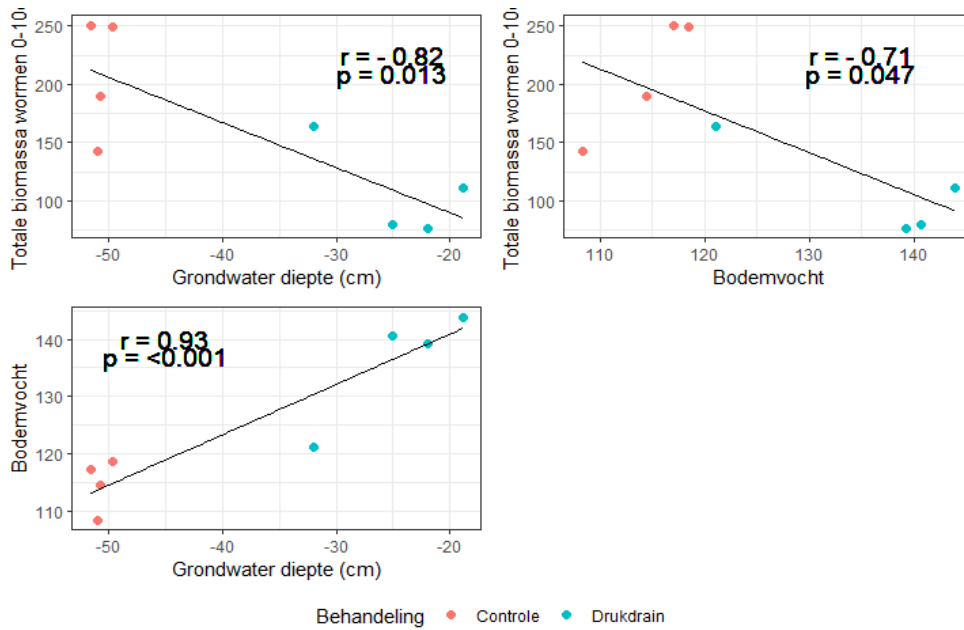 Totale biomassa wormen 0-10
250
200
150
100
r = - 0.82
p = 0.013
-50
-40
-30
-20
Grondwater diepte (cm)
Totale biomassa wormen 0-10
250
200
150
100
r = - 0.71
p = 0.047
110
120
130
140
Bodemvocht
Bodemvocht
140
130
120
110
r = 0.93
p = <0.001
-50
-40
-30
-20
Grondwater diepte (cm)
Behandeling Controle Drukdrain